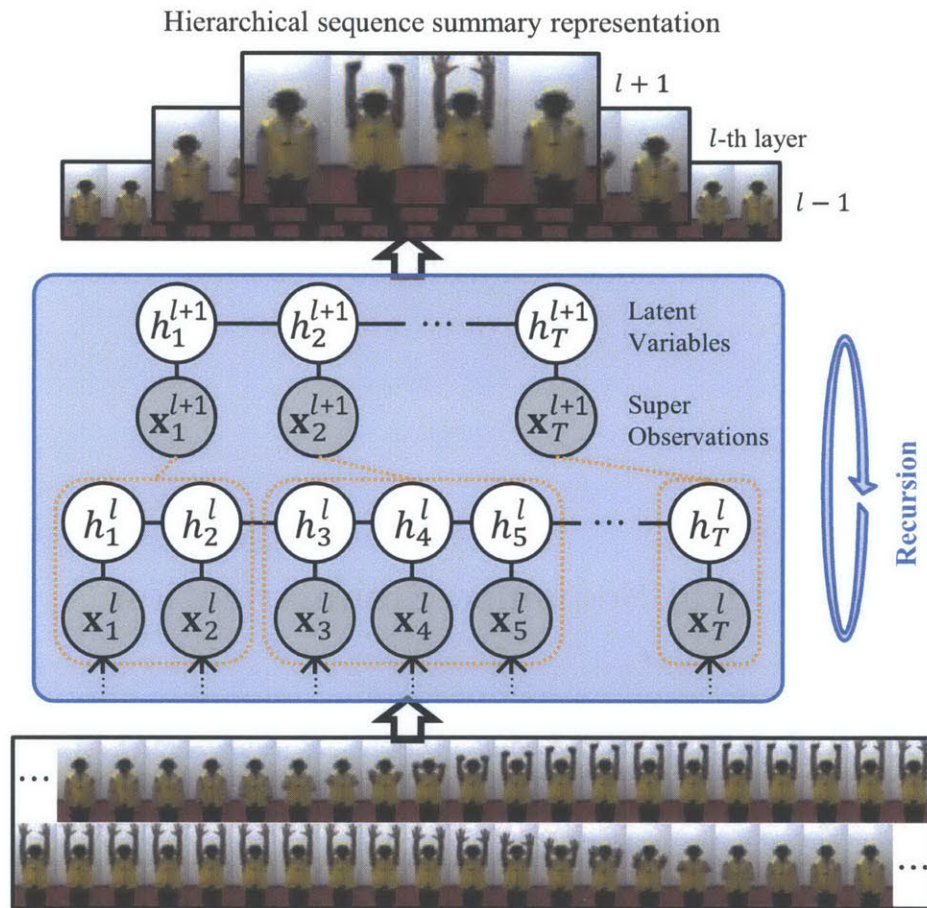 Hierarchical sequence summary representation
l + 1
l-th layer
l − 1
h_1^{l+1} h_2^{l+1} ··· h_T^{l+1} Latent Variables
x_1^{l+1} x_2^{l+1} x_T^{l+1} Super Observations
h_1^l h_2^l h_3^l h_4^l h_5^l ··· h_T^l
x_1^l x_2^l x_3^l x_4^l x_5^l x_T^l
Recursion
···
···